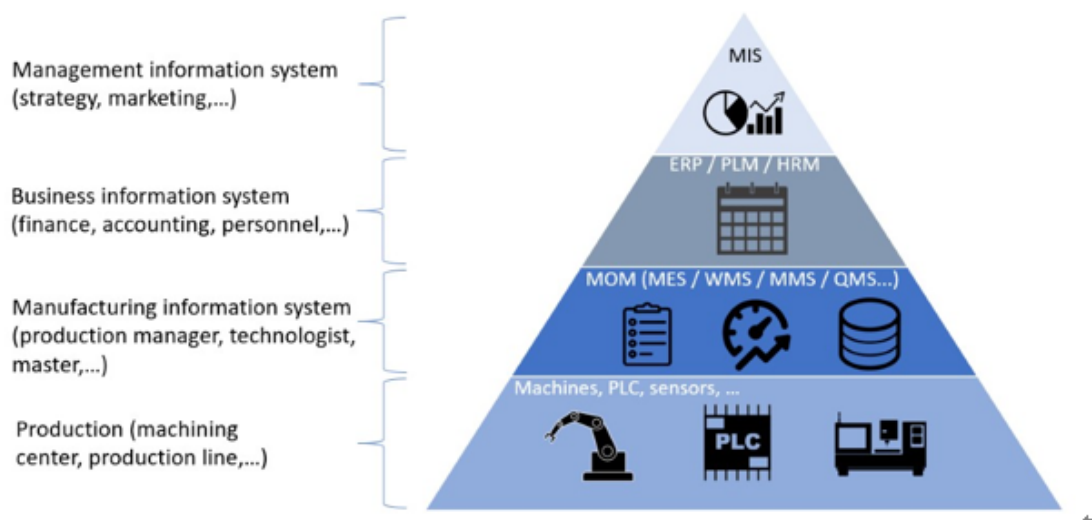 Management information system
(strategy, marketing,...)
MIS
Business information system
(finance, accounting, personnel,...)
ERP / PLM / HRM
Manufacturing information system
(production manager, technologist,
master,...)
MOM (MES / WMS / MMS / QMS...)
Production (machining
center, production line,...)
Machines, PLC, sensors, ...
PLC